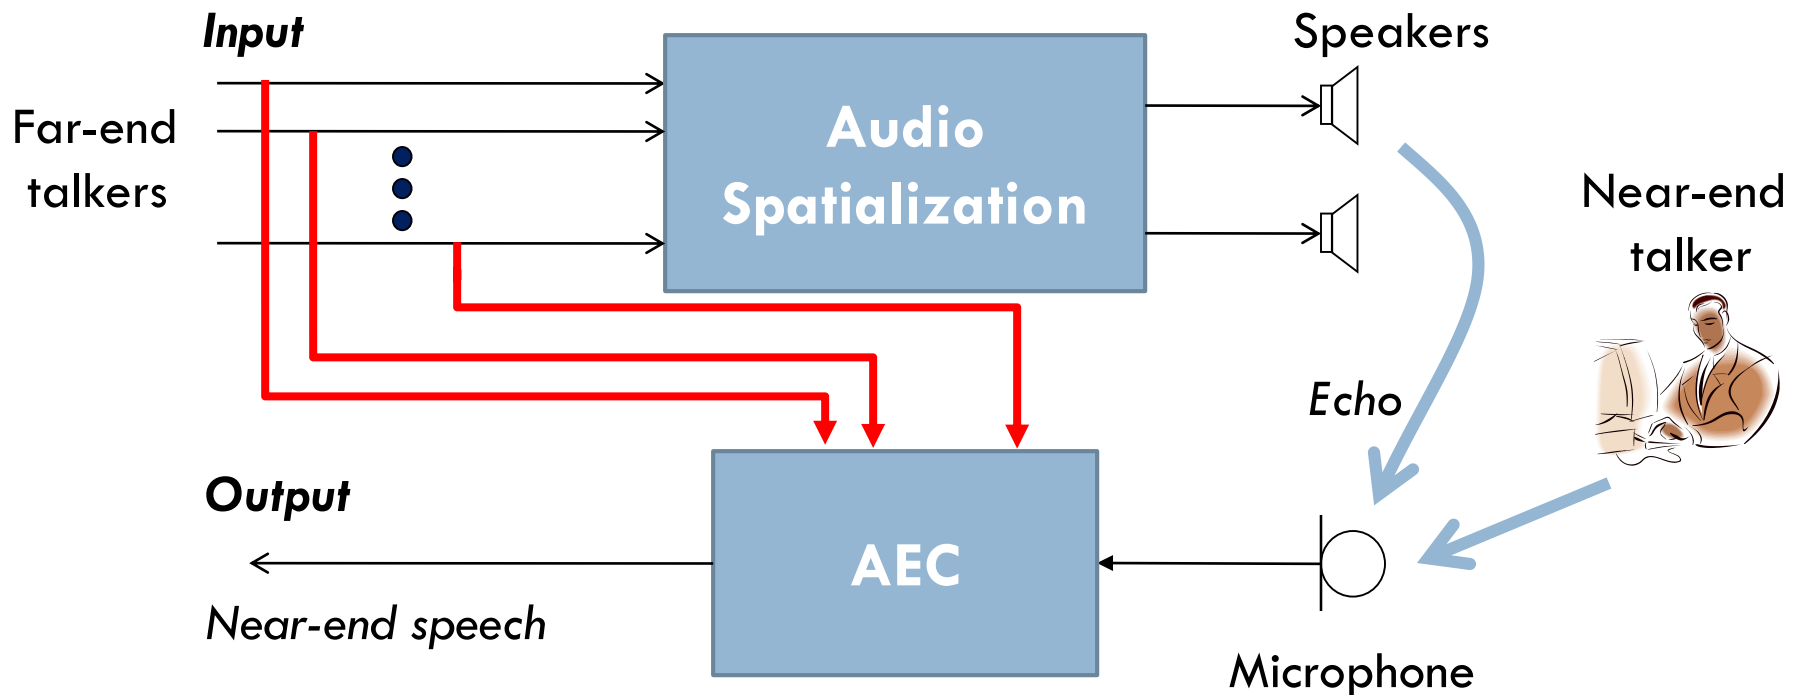 Input
Speakers
Far-end
talkers
Audio
Spatialization
Near-end
talker
Echo
Output
AEC
Near-end speech
Microphone